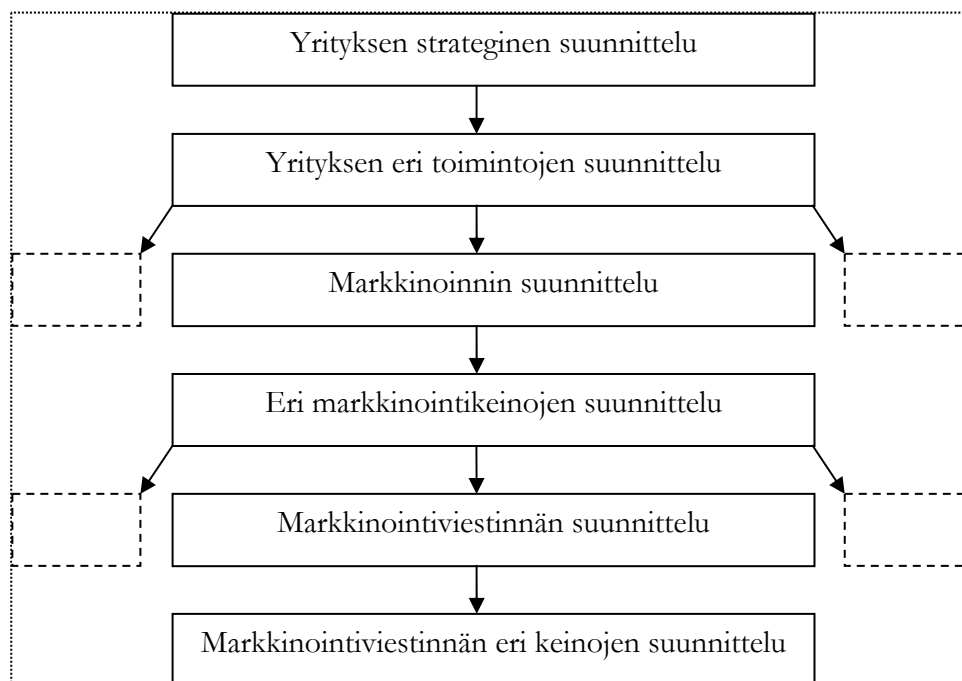 Yrityksen strateginen suunnittelu
Yrityksen eri toimintojen suunnittelu
Markkinoinnin suunnittelu
Eri markkinointikeinojen suunnittelu
Markkinointiviestinnän suunnittelu
Markkinointiviestinnän eri keinojen suunnittelu